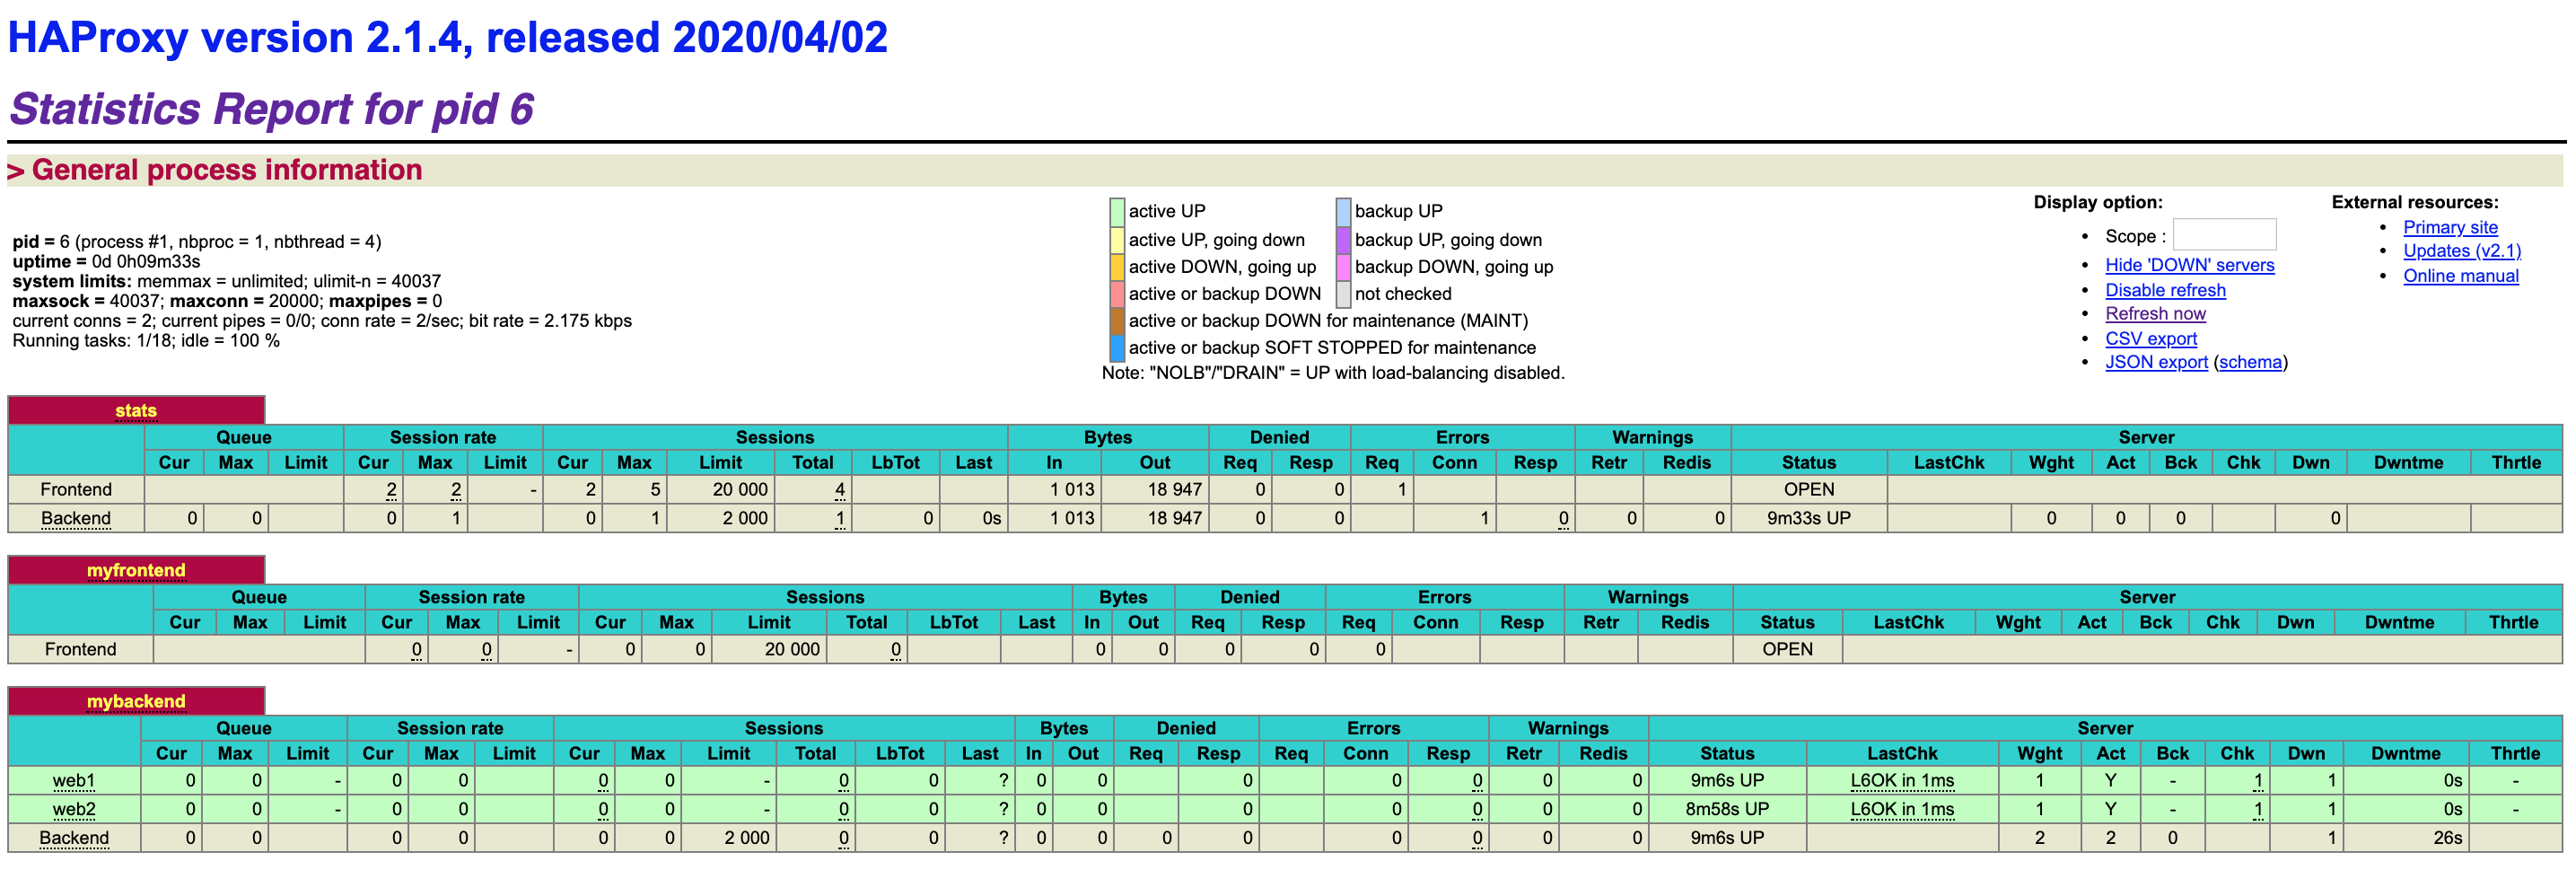 HAProxy version 2.1.4, released 2020/04/02
Statistics Report for pid 6
> General process information
pid = 6 (process #1, nbproc = 1, nbthread = 4)
uptime = 0d 0h09m33s
system limits: memmax = unlimited; ulimit-n = 40037
maxsock = 40037; maxconn = 20000; maxpipes = 0
current conns = 2; current pipes = 0/0; conn rate = 2/sec; bit rate = 2.175 kbps
Running tasks: 1/18; idle = 100 %
active UP backup UP
active UP, going down backup UP, going down
active DOWN, going up backup DOWN, going up
active or backup DOWN not checked
active or backup DOWN for maintenance (MAINT)
active or backup SOFT STOPPED for maintenance
Note: "NOLB"/"DRAIN" = UP with load-balancing disabled.
Display option:
• Scope :
• Hide 'DOWN' servers
• Disable refresh
• Refresh now
• CSV export
• JSON export (schema)
External resources:
• Primary site
• Updates (v2.1)
• Online manual
stats
Queue Session rate Sessions Bytes Denied Errors Warnings Server
Cur Max Limit Cur Max Limit Cur Max Limit Total LbTot Last In Out Req Resp Req Conn Resp Retr Redis Status LastChk Wght Act Bck Chk Dwn Dwntme Thrtle
Frontend 2 2 - 2 5 20 000 4 1 013 18 947 0 0 1 OPEN
Backend 0 0 0 1 0 1 2 000 1 0 0s 1 013 18 947 0 0 1 0 0 0 9m33s UP 0 0 0 0
myfrontend
Queue Session rate Sessions Bytes Denied Errors Warnings Server
Cur Max Limit Cur Max Limit Cur Max Limit Total LbTot Last In Out Req Resp Req Conn Resp Retr Redis Status LastChk Wght Act Bck Chk Dwn Dwntme Thrtle
Frontend 0 0 - 0 0 20 000 0 0 0 0 0 0 OPEN
mybackend
Queue Session rate Sessions Bytes Denied Errors Warnings Server
Cur Max Limit Cur Max Limit Cur Max Limit Total LbTot Last In Out Req Resp Req Conn Resp Retr Redis Status LastChk Wght Act Bck Chk Dwn Dwntme Thrtle
web1 0 0 - 0 0 0 0 - 0 0 ? 0 0 0 0 0 0 0 9m6s UP L6OK in 1ms 1 Y - 1 1 0s -
web2 0 0 - 0 0 0 0 - 0 0 ? 0 0 0 0 0 0 0 8m58s UP L6OK in 1ms 1 Y - 1 1 0s -
Backend 0 0 0 0 0 0 2 000 0 0 ? 0 0 0 0 0 0 0 0 9m6s UP 2 2 0 1 26s